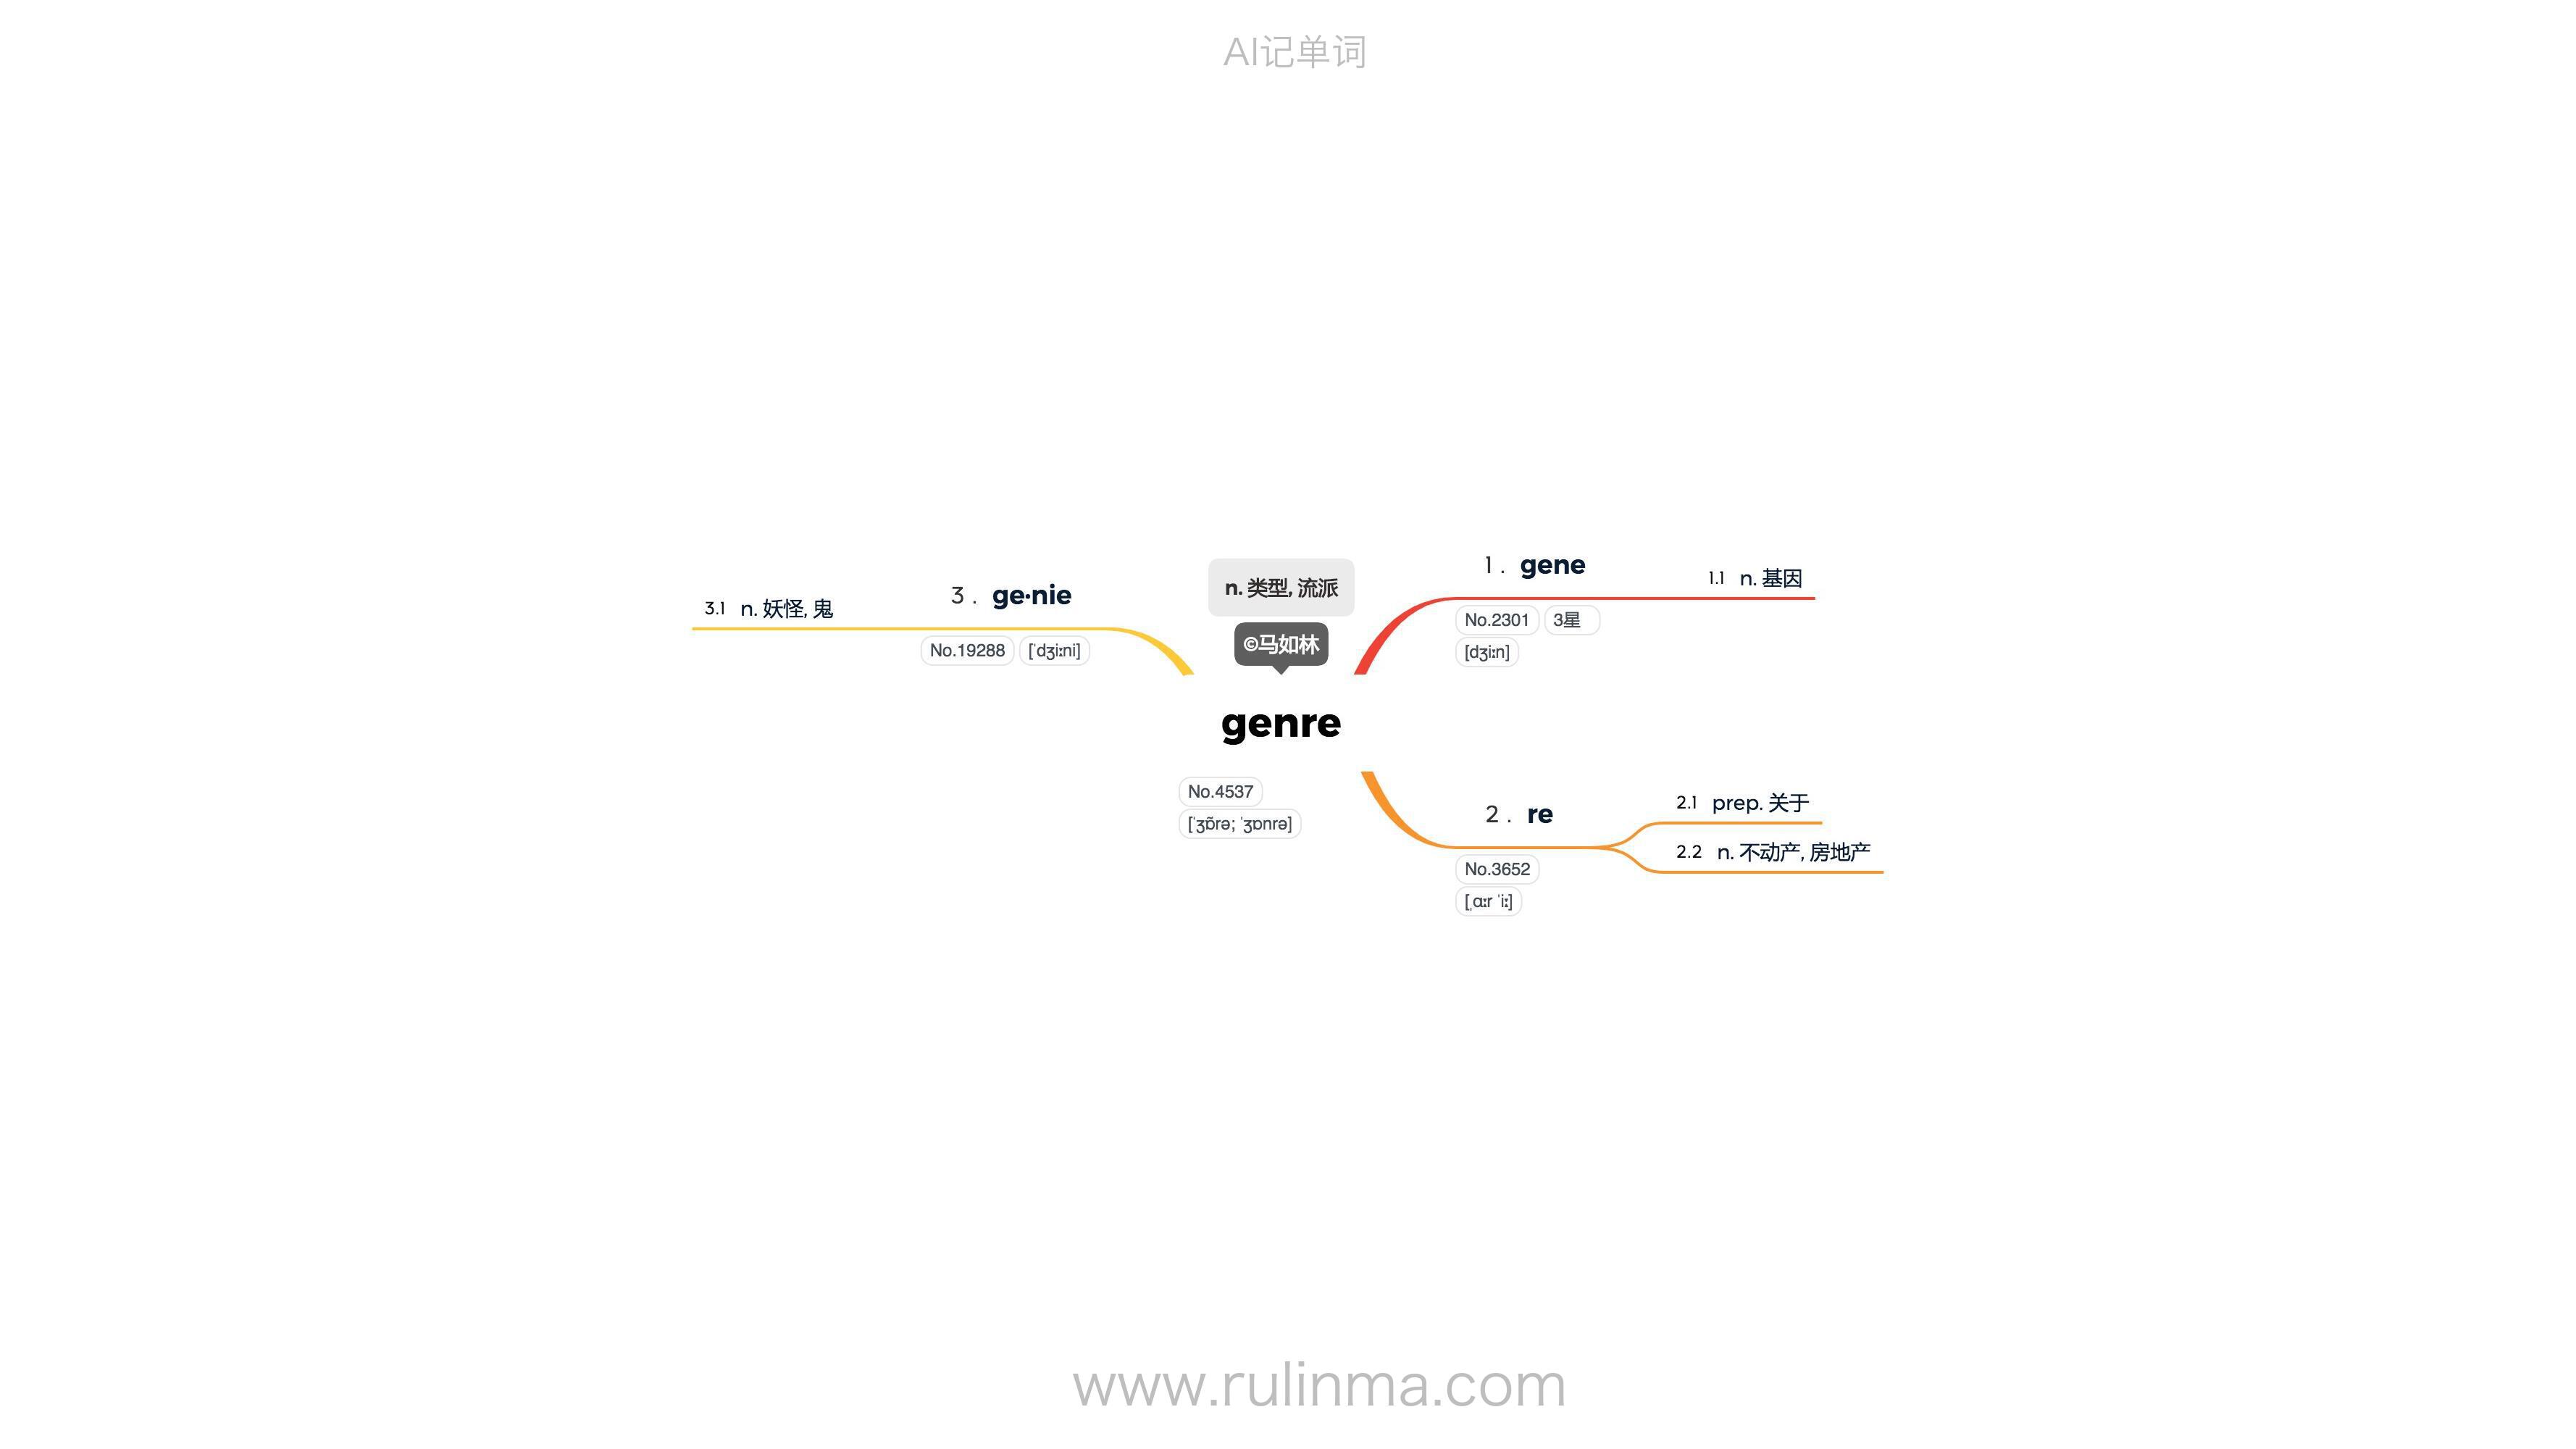 AI记单词
n. 类型, 流派
©马如林
genre
No.4537
[ˈʒɒ̃rə; ˈʒɒnrə]
1 . gene
No.2301 3星
[dʒiːn]
1.1 n. 基因
2 . re
No.3652
[ˌɑːr ˈiː]
2.1 prep. 关于
2.2 n. 不动产, 房地产
3 . ge·nie
No.19288 [ˈdʒiːni]
3.1 n. 妖怪, 鬼
www.rulinma.com